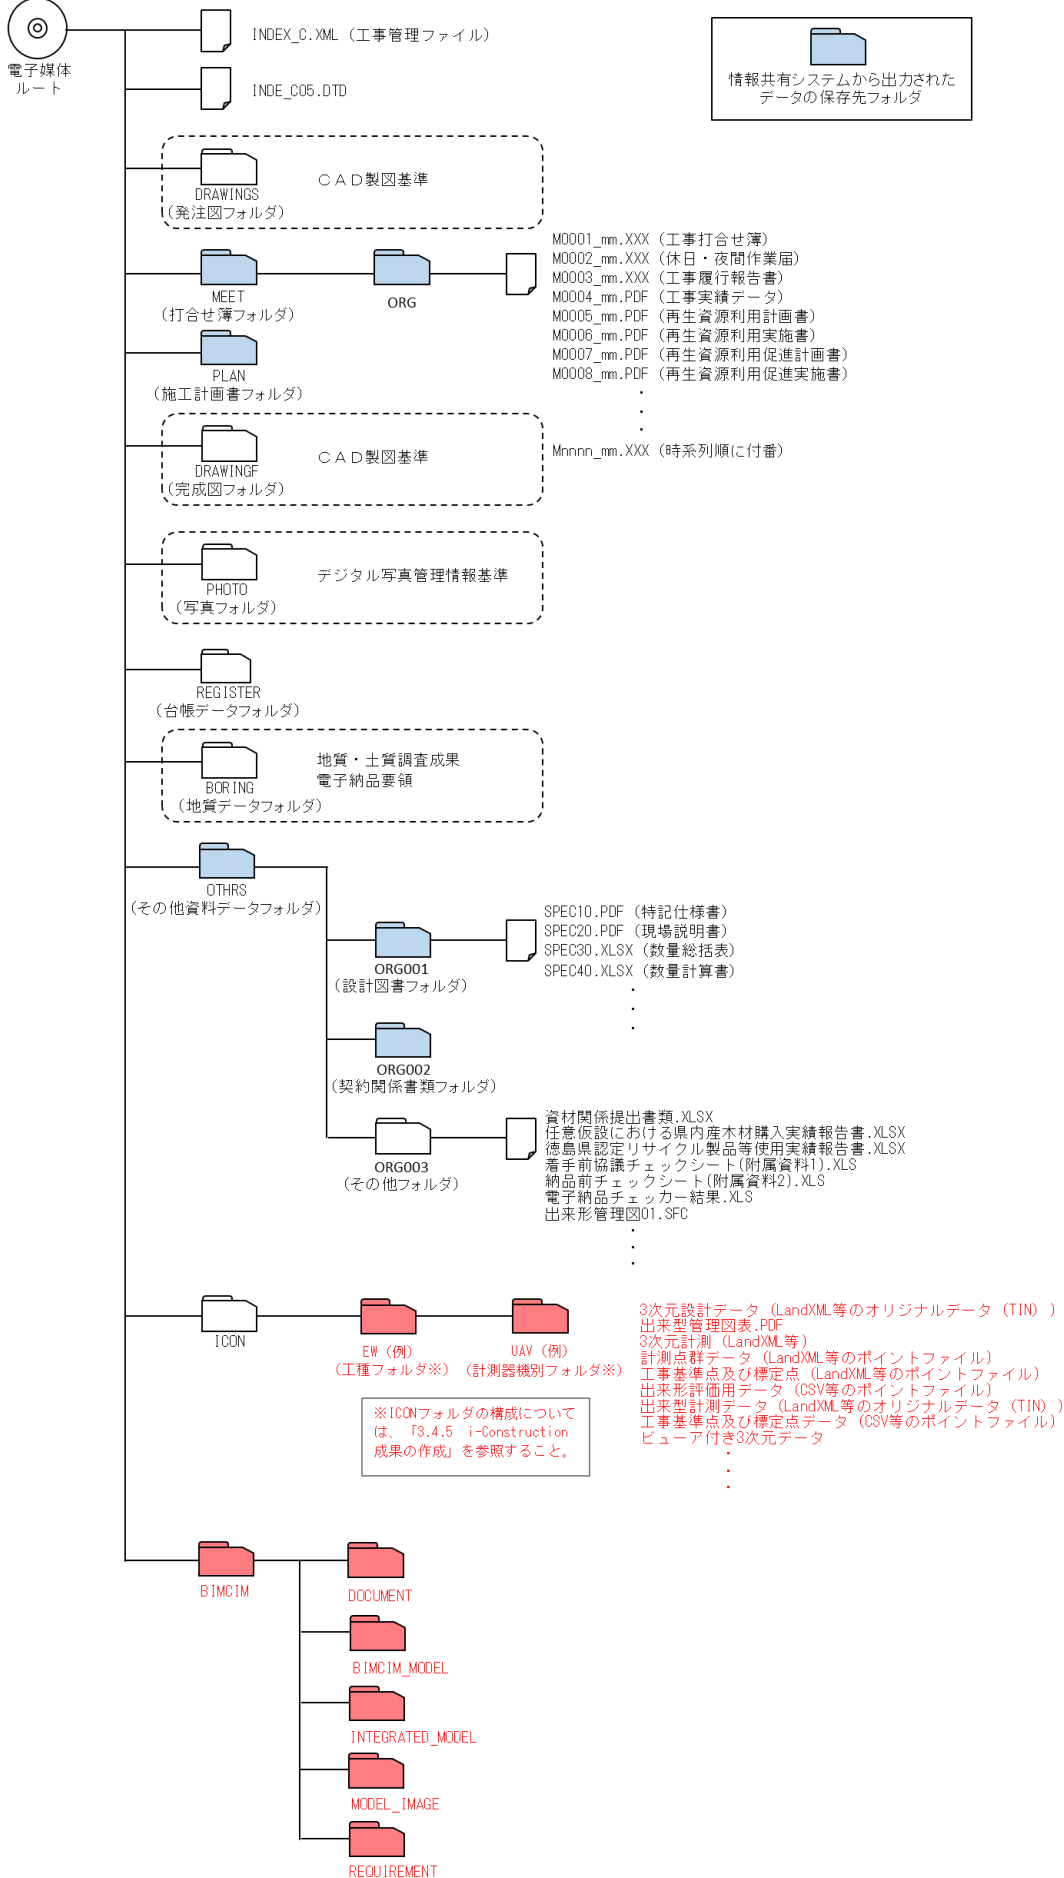 INDEX_C.XML（工事管理ファイル）
電子媒体
ルート
INDE_C05.DTD
情報共有システムから出力された
データの保存先フォルダ
ＣＡＤ製図基準
DRAWINGS
（発注図フォルダ）
MEET
（打合せ簿フォルダ）
ORG
M0001_mm.XXX（工事打合せ簿）
M0002_mm.XXX（休日・夜間作業届）
M0003_mm.XXX（工事履行報告書）
M0004_mm.PDF（工事実績データ）
M0005_mm.PDF（再生資源利用計画書）
M0006_mm.PDF（再生資源利用実施書）
M0007_mm.PDF（再生資源利用促進計画書）
M0008_mm.PDF（再生資源利用促進実施書）
・
・
・
Mnnnn_mm.XXX（時系列順に付番）
PLAN
（施工計画書フォルダ）
ＣＡＤ製図基準
DRAWINGF
（完成図フォルダ）
デジタル写真管理情報基準
PHOTO
（写真フォルダ）
REGISTER
（台帳データフォルダ）
地質・土質調査成果
電子納品要領
BORING
（地質データフォルダ）
OTHRS
（その他資料データフォルダ）
ORG001
（設計図書フォルダ）
SPEC10.PDF（特記仕様書）
SPEC20.PDF（現場説明書）
SPEC30.XLSX（数量総括表）
SPEC40.XLSX（数量計算書）
・
・
・
ORG002
（契約関係書類フォルダ）
ORG003
（その他フォルダ）
資材関係提出書類.XLSX
任意仮設における県内産木材購入実績報告書.XLSX
徳島県認定リサイクル製品等使用実績報告書.XLSX
着手前協議チェックシート(附属資料1).XLS
納品前チェックシート(附属資料2).XLS
電子納品チェッカー結果.XLS
出来形管理図01.SFC
・
・
・
ICON
EW（例）
（工種フォルダ※）
UAV（例）
（計測器機別フォルダ※）
3次元設計データ（LandXML等のオリジナルデータ（TIN））
出来型管理図表.PDF
3次元計測（LandXML等）
計測点群データ（LandXML等のポイントファイル）
工事基準点及び標定点（LandXML等のポイントファイル）
出来形評価用データ（CSV等のポイントファイル）
出来型計測データ（LandXML等のオリジナルデータ（TIN））
工事基準点及び標定点データ（CSV等のポイントファイル）
ビューア付き3次元データ
・
・
・
※ICONフォルダの構成について
は、「3.4.5 i-Construction
成果の作成」を参照すること。
BIMCIM
DOCUMENT
BIMCIM_MODEL
INTEGRATED_MODEL
MODEL_IMAGE
REQUIREMENT